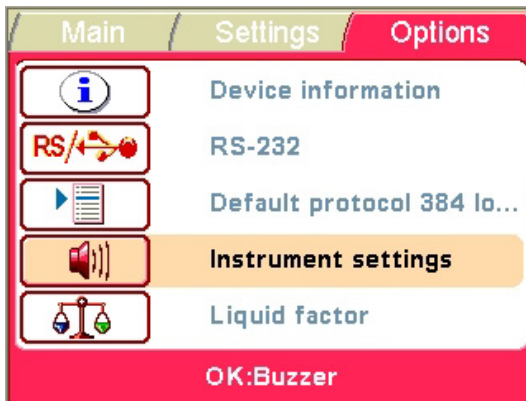 Main Settings Options
i Device information
RS/ RS-232
Default protocol 384 lo...
Instrument settings
Liquid factor
OK:Buzzer